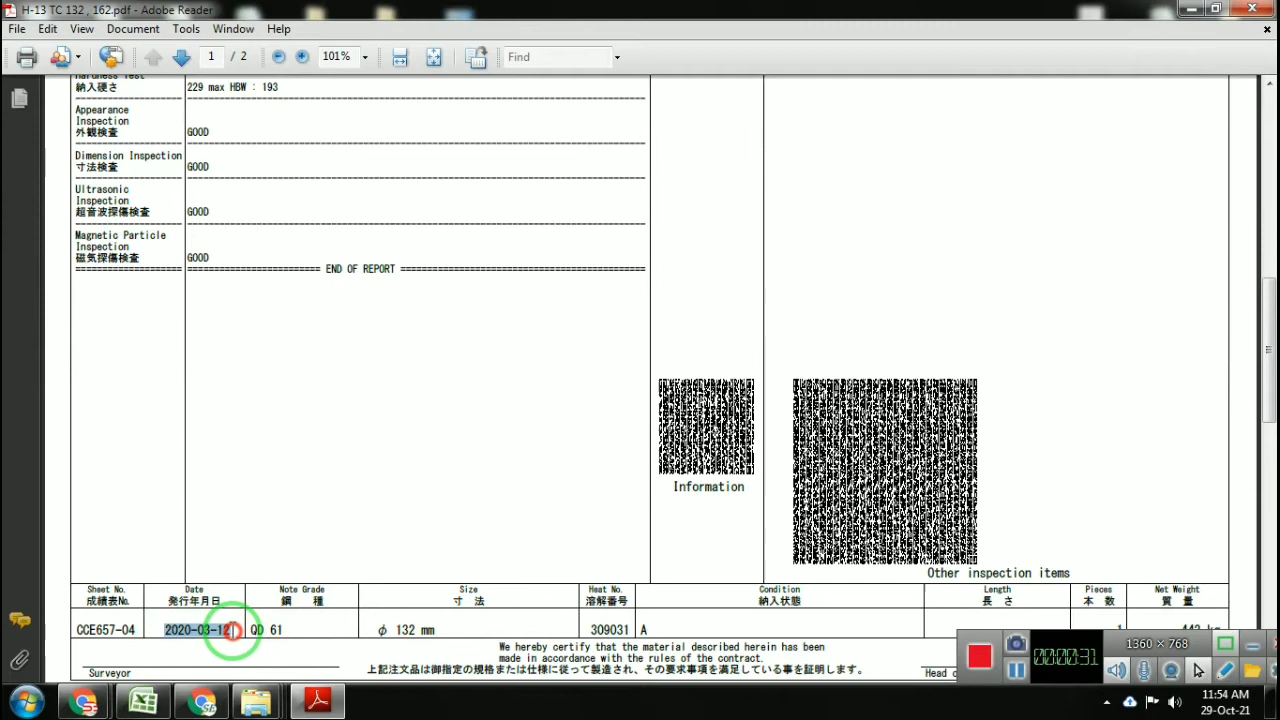 H-13 TC 132 , 162.pdf - Adobe Reader
File Edit View Document Tools Window Help
1 / 2 101% Find
納入硬さ 229 max HBW : 193
Appearance
Inspection
外観検査 GOOD
Dimension Inspection
寸法検査 GOOD
Ultrasonic
Inspection
超音波探傷検査 GOOD
Magnetic Particle
Inspection
磁気探傷検査 GOOD
END OF REPORT
Information
Other inspection items
Sheet No. Date Note Grade Size Heat No. Condition Length Pieces Net Weight
成績表No. 発行年月日 鋼 種 寸 法 溶解番号 納入状態 長 さ 本 数 質 量
CCE657-04 2020-03-12 QD 61 φ 132 mm 309031 A
We hereby certify that the material described herein has been
made in accordance with the rules of the contract.
上記注文品は御指定の規格または仕様に従って製造され、その要求事項を満足している事を証明します。
Surveyor Head
00:00:31
1360 × 768
11:54 AM
29-Oct-21